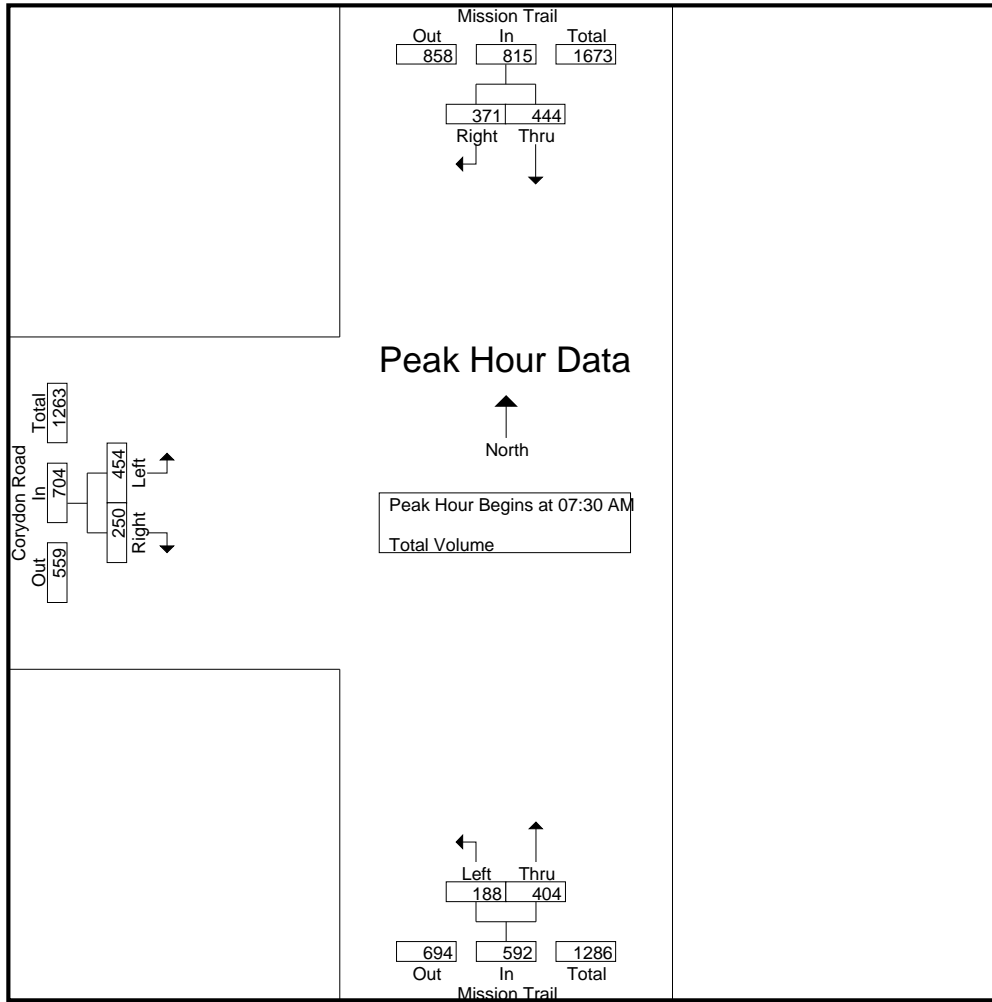 Mission Trail
Out In Total
858 815 1673
371 444
Right Thru
Peak Hour Data
North
Peak Hour Begins at 07:30 AM
Total Volume
Corydon Road
Out In Total
559 704 1263
250 454
Right Left
Left Thru
188 404
694 592 1286
Out In Total
Mission Trail